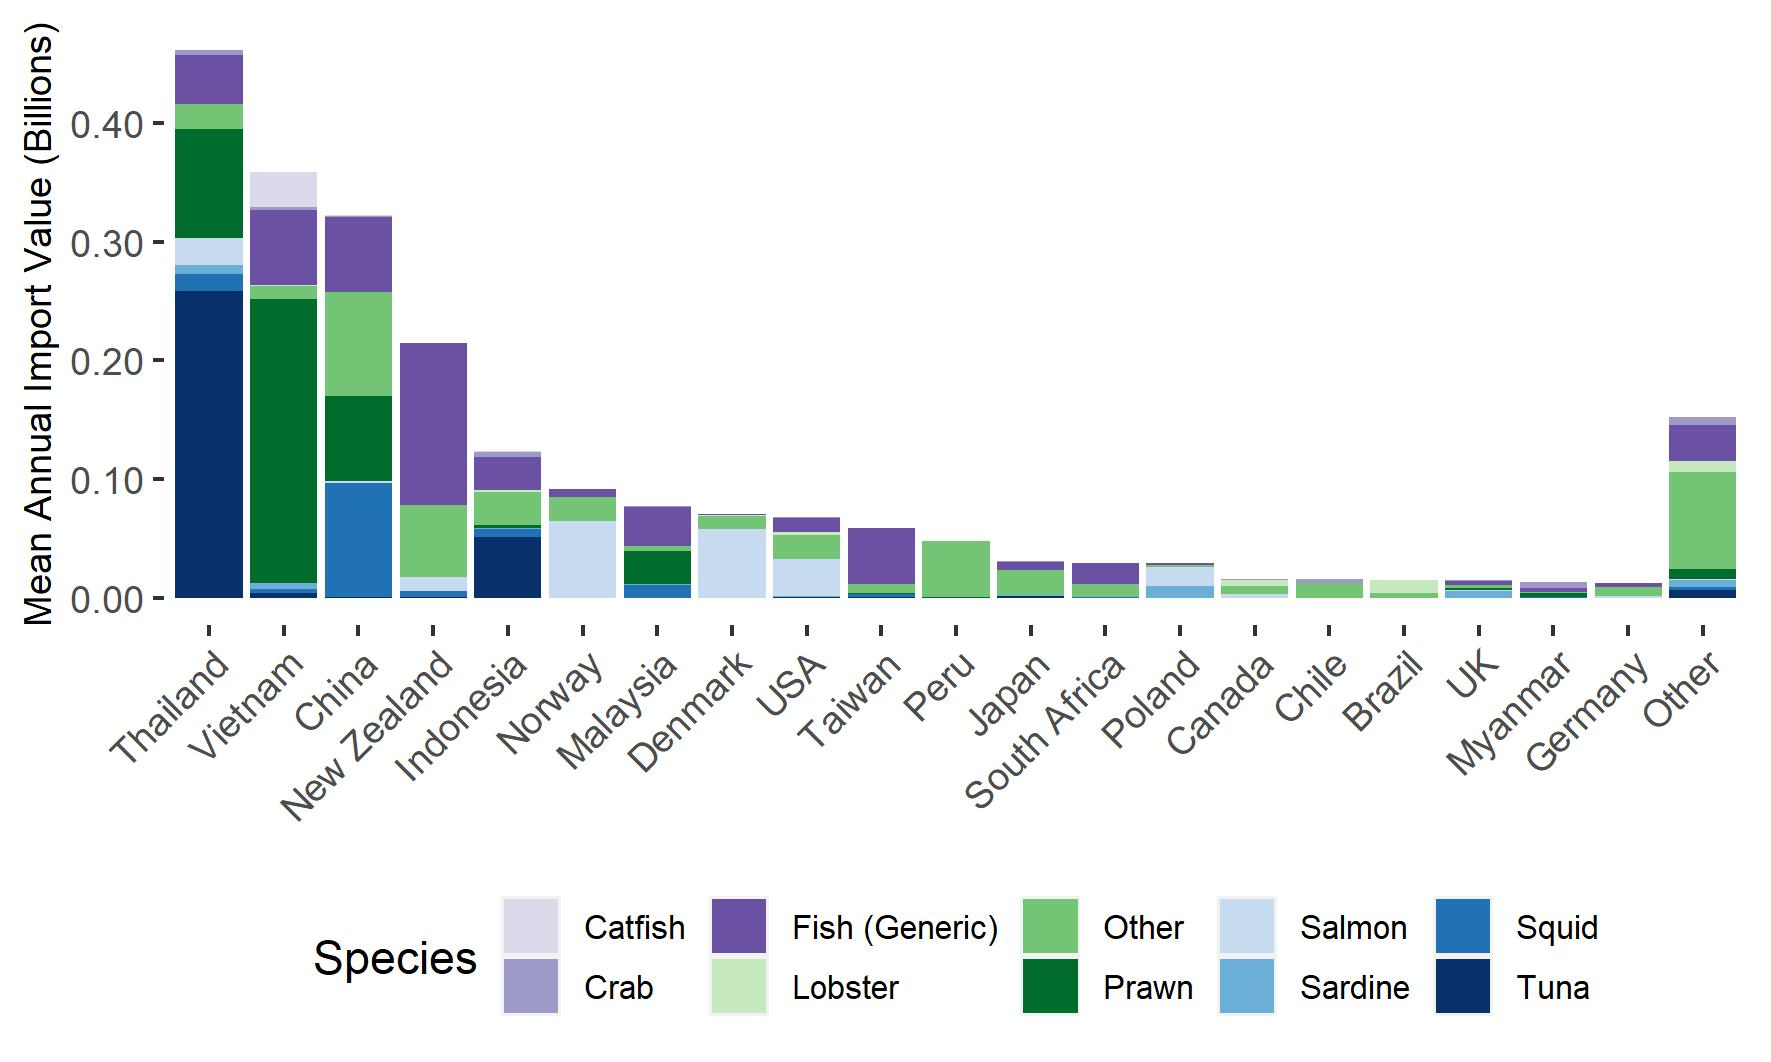 Mean Annual Import Value (Billions)
0.40
0.30
0.20
0.10
0.00
Thailand
Vietnam
China
New Zealand
Indonesia
Norway
Malaysia
Denmark
USA
Taiwan
Peru
Japan
South Africa
Poland
Canada
Chile
Brazil
UK
Myanmar
Germany
Other
Species
Catfish
Fish (Generic)
Other
Salmon
Squid
Crab
Lobster
Prawn
Sardine
Tuna